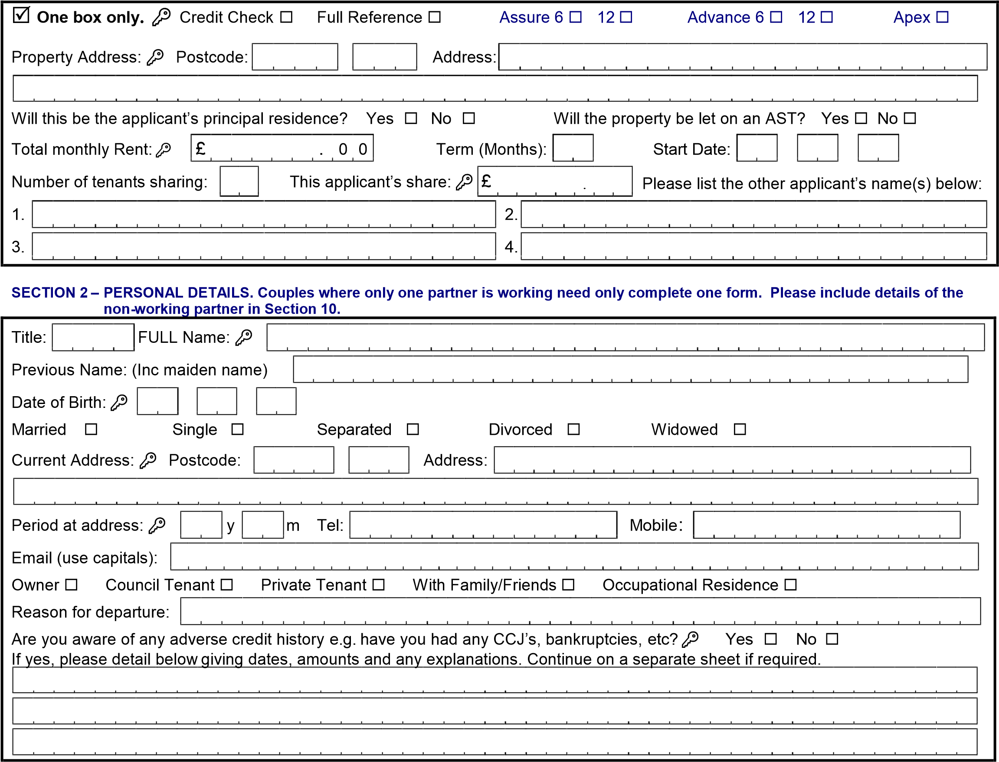 ☑ One box only. Credit Check ☐ Full Reference ☐ Assure 6 ☐ 12 ☐ Advance 6 ☐ 12 ☐ Apex ☐
Property Address: Postcode: Address:
Will this be the applicant’s principal residence? Yes ☐ No ☐ Will the property be let on an AST? Yes ☐ No ☐
Total monthly Rent: £ . 0 0 Term (Months): Start Date:
Number of tenants sharing: This applicant’s share: £ . Please list the other applicant’s name(s) below:
1. 2.
3. 4.
SECTION 2 – PERSONAL DETAILS. Couples where only one partner is working need only complete one form. Please include details of the
non-working partner in Section 10.
Title: FULL Name:
Previous Name: (Inc maiden name)
Date of Birth:
Married ☐ Single ☐ Separated ☐ Divorced ☐ Widowed ☐
Current Address: Postcode: Address:
Period at address: y m Tel: Mobile:
Email (use capitals):
Owner ☐ Council Tenant ☐ Private Tenant ☐ With Family/Friends ☐ Occupational Residence ☐
Reason for departure:
Are you aware of any adverse credit history e.g. have you had any CCJ’s, bankruptcies, etc? Yes ☐ No ☐
If yes, please detail below giving dates, amounts and any explanations. Continue on a separate sheet if required.